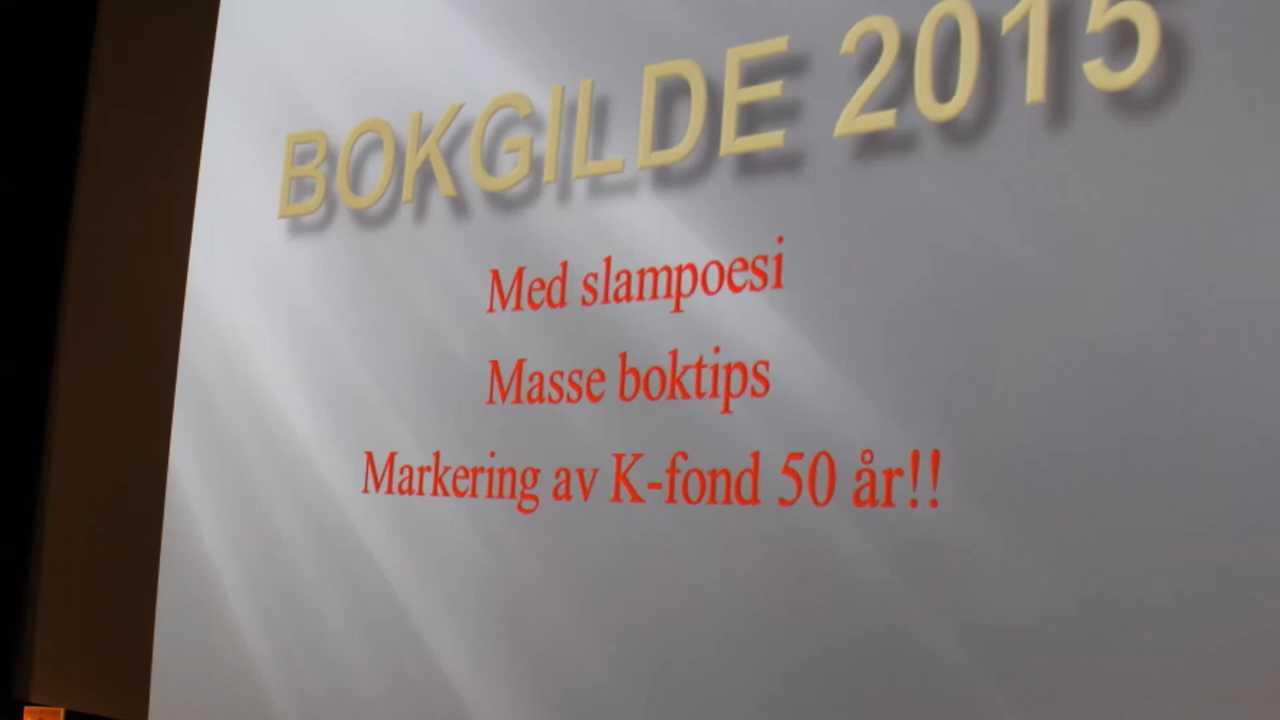 BOKGILDE 2015
Med slampoesi
Masse boktips
Markering av K-fond 50 år!!